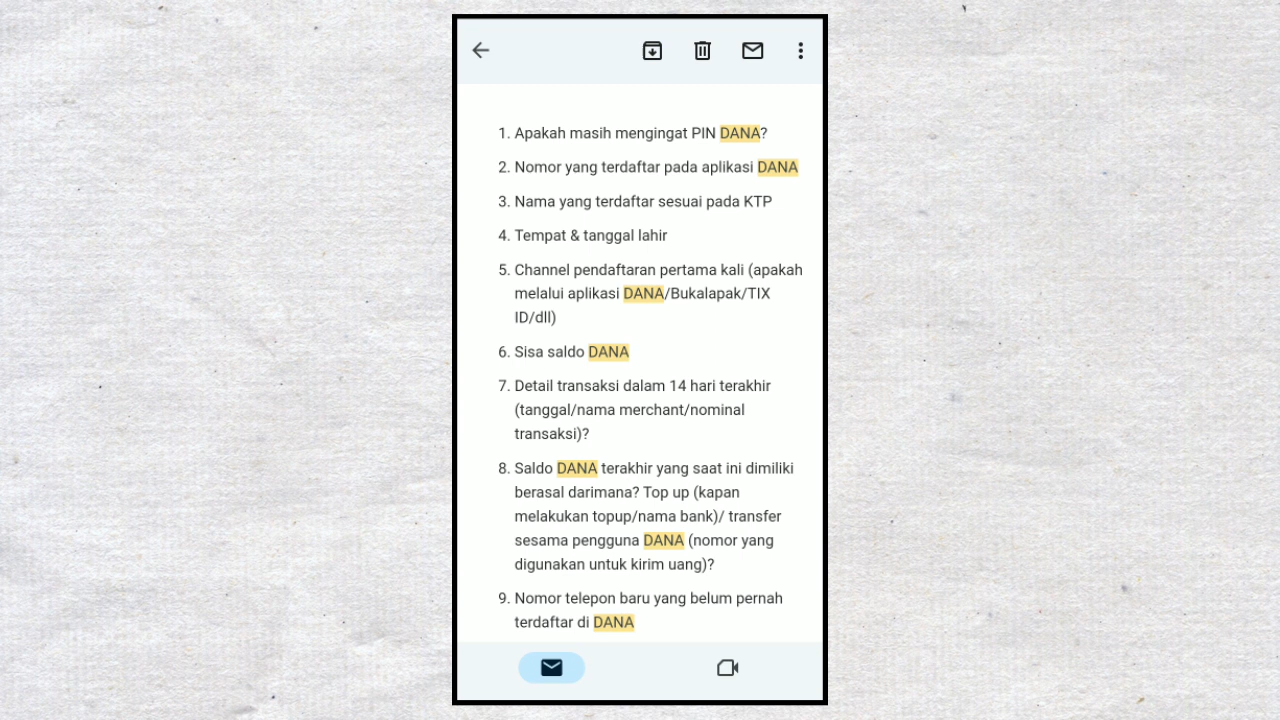 1. Apakah masih mengingat PIN DANA?
2. Nomor yang terdaftar pada aplikasi DANA
3. Nama yang terdaftar sesuai pada KTP
4. Tempat & tanggal lahir
5. Channel pendaftaran pertama kali (apakah
melalui aplikasi DANA/Bukalapak/TIX
ID/dll)
6. Sisa saldo DANA
7. Detail transaksi dalam 14 hari terakhir
(tanggal/nama merchant/nominal
transaksi)?
8. Saldo DANA terakhir yang saat ini dimiliki
berasal darimana? Top up (kapan
melakukan topup/nama bank)/ transfer
sesama pengguna DANA (nomor yang
digunakan untuk kirim uang)?
9. Nomor telepon baru yang belum pernah
terdaftar di DANA